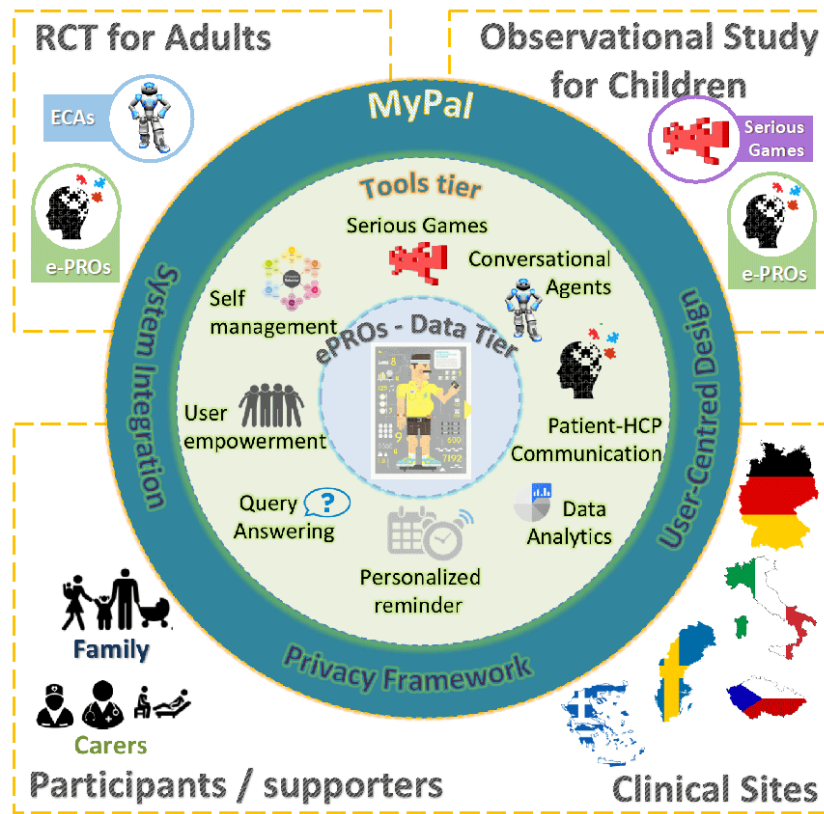 RCT for Adults
Observational Study
for Children
ECAs
e-PROs
Serious
Games
e-PROs
MyPal
System Integration
User-Centred Design
Privacy Framework
Tools tier
Serious Games
Conversational
Agents
Self
management
ePROs - Data Tier
User
empowerment
Patient-HCP
Communication
Query
Answering
?
Data
Analytics
Personalized
reminder
Family
Carers
Participants / supporters
Clinical Sites